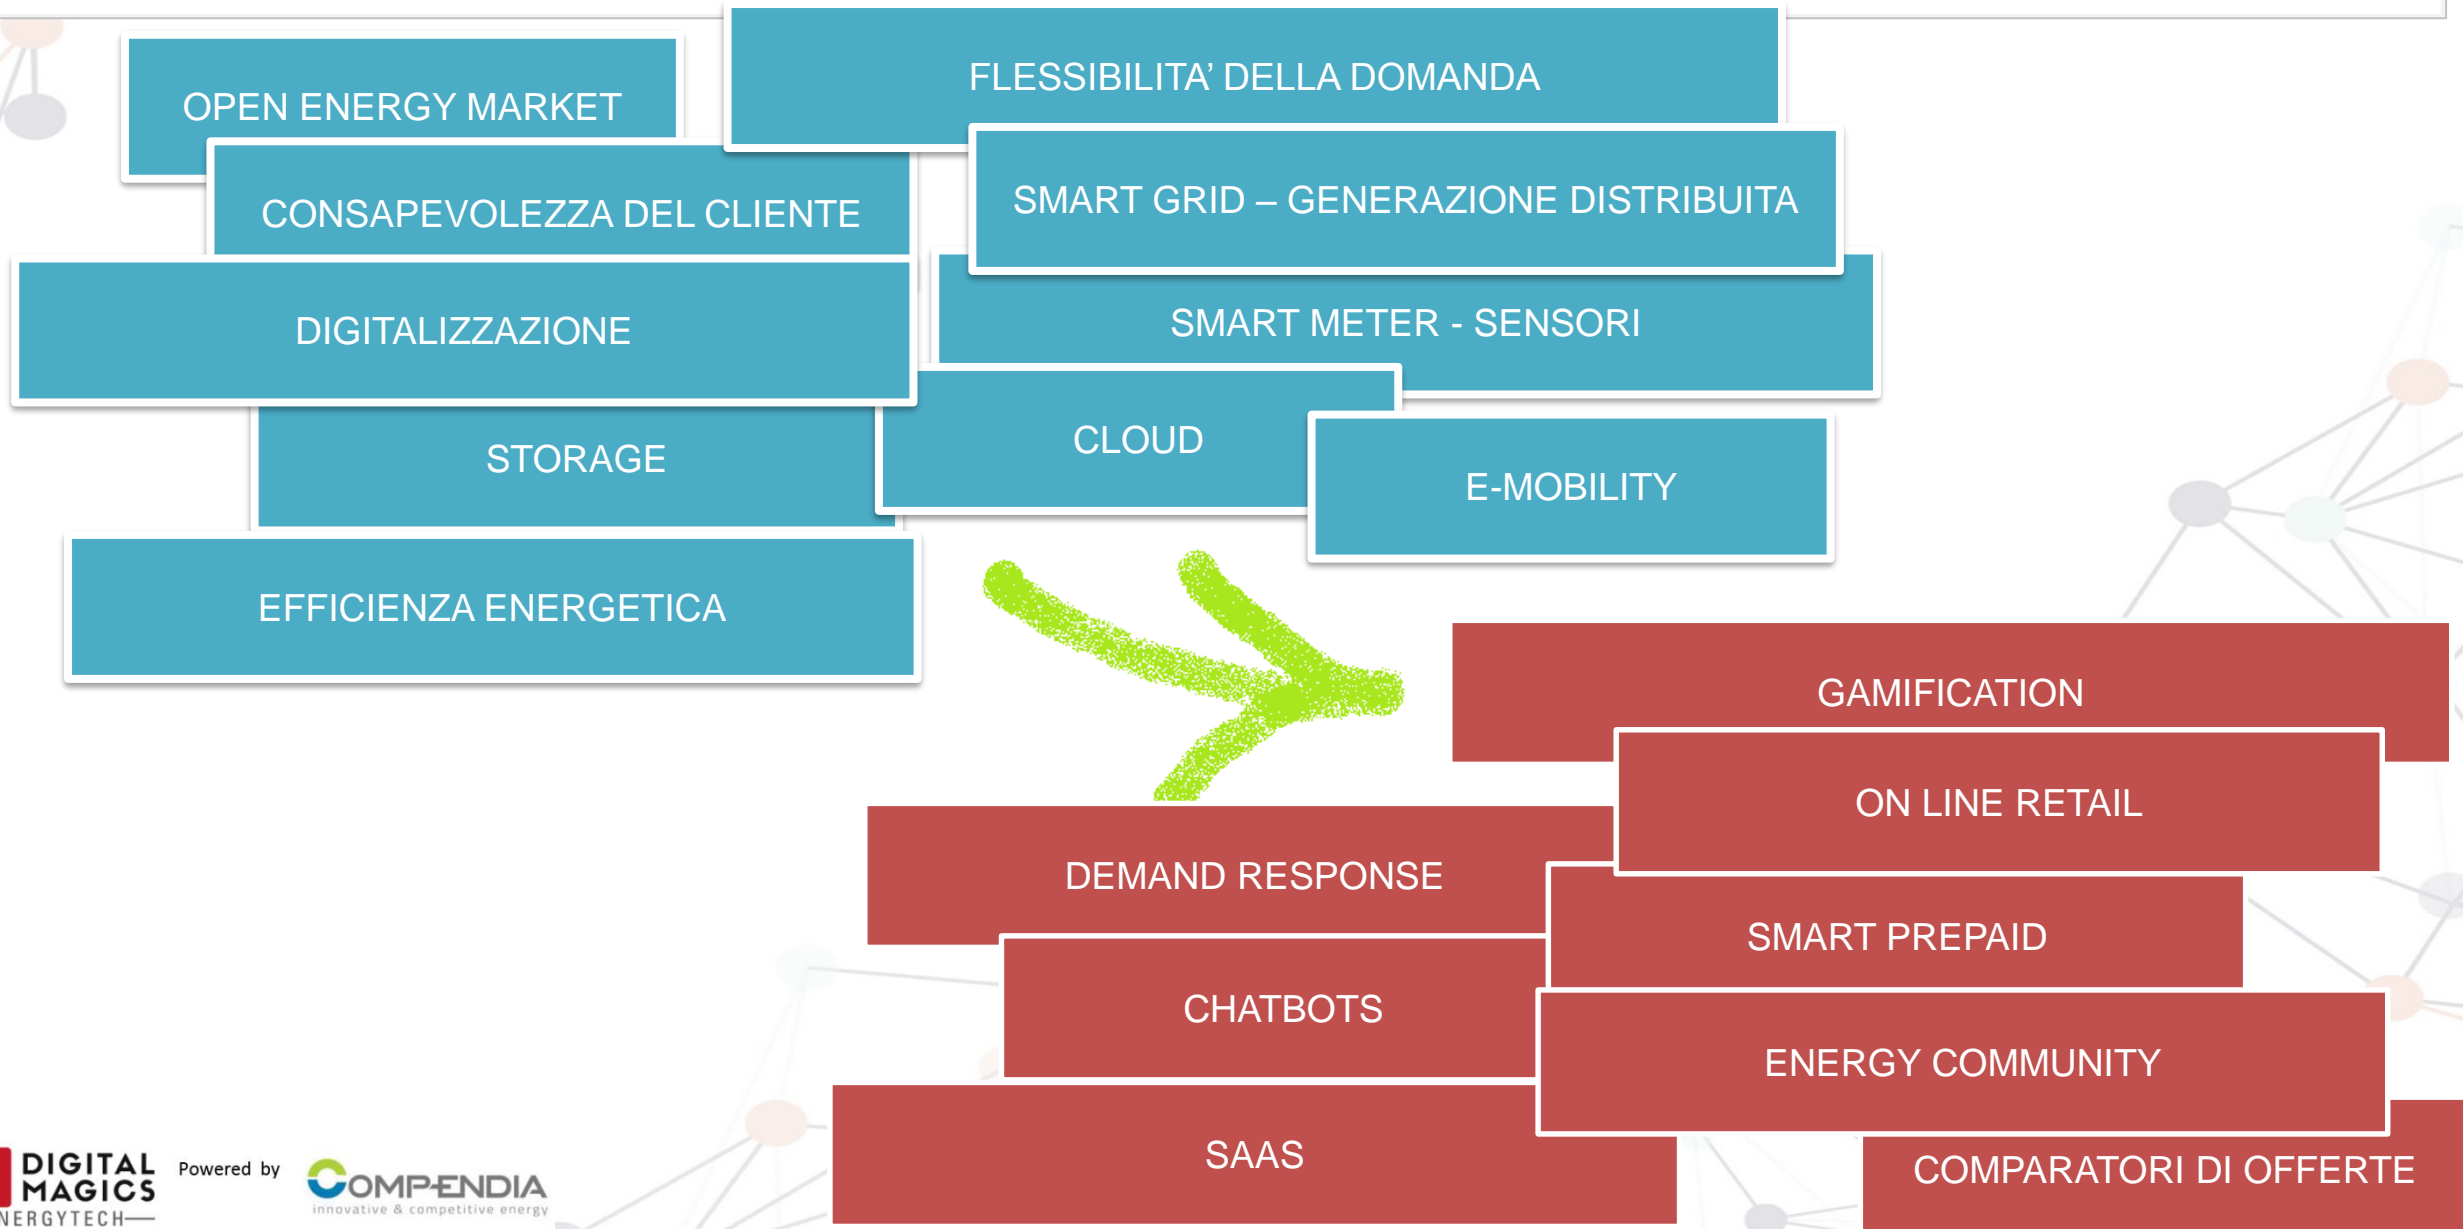 OPEN ENERGY MARKET
FLESSIBILITA’ DELLA DOMANDA
CONSAPEVOLEZZA DEL CLIENTE
SMART GRID – GENERAZIONE DISTRIBUITA
DIGITALIZZAZIONE
SMART METER - SENSORI
STORAGE
CLOUD
E-MOBILITY
EFFICIENZA ENERGETICA
GAMIFICATION
ON LINE RETAIL
DEMAND RESPONSE
SMART PREPAID
CHATBOTS
ENERGY COMMUNITY
SAAS
COMPARATORI DI OFFERTE
DIGITAL
MAGICS
NERGYTECH
Powered by
COMPENDIA
innovative & competitive energy